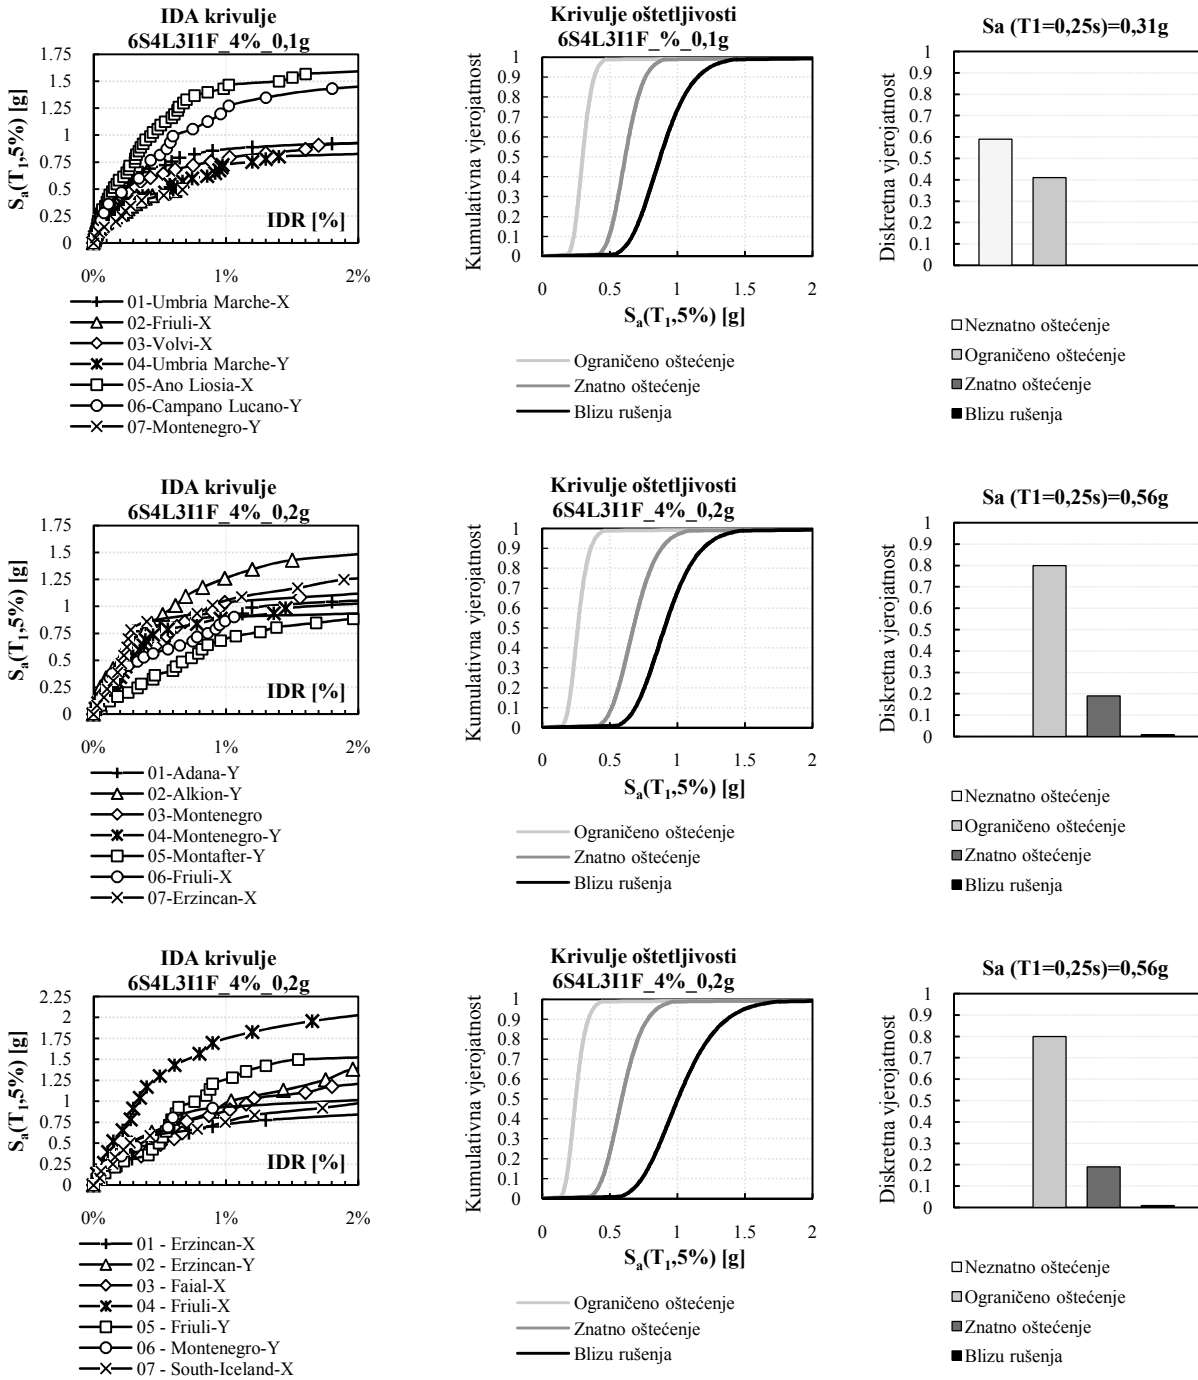 IDA krivulje
6S4L3I1F_4%_0,1g
1.75
1.5
1.25
1
0.75
0.5
0.25
0
Sa(T1,5%) [g]
IDR [%]
0%
1%
2%
01-Umbria Marche-X
02-Friuli-X
03-Volvi-X
04-Umbria Marche-Y
05-Ano Liosia-X
06-Campano Lucano-Y
07-Montenegro-Y
Krivulje oštetljivosti
6S4L3I1F_%_0,1g
1
0.9
0.8
0.7
0.6
0.5
0.4
0.3
0.2
0.1
0
Kumulativna vjerojatnost
0
0.5
1
1.5
2
Sa(T1,5%) [g]
Ograničeno oštećenje
Znatno oštećenje
Blizu rušenja
Sa (T1=0,25s)=0,31g
1
0.9
0.8
0.7
0.6
0.5
0.4
0.3
0.2
0.1
0
Diskretna vjerojatnost
Neznatno oštećenje
Ograničeno oštećenje
Znatno oštećenje
Blizu rušenja
IDA krivulje
6S4L3I1F_4%_0,2g
1.75
1.5
1.25
1
0.75
0.5
0.25
0
Sa(T1,5%) [g]
IDR [%]
0%
1%
2%
01-Adana-Y
02-Alkion-Y
03-Montenegro
04-Montenegro-Y
05-Montafter-Y
06-Friuli-X
07-Erzincan-X
Krivulje oštetljivosti
6S4L3I1F_4%_0,2g
1
0.9
0.8
0.7
0.6
0.5
0.4
0.3
0.2
0.1
0
Kumulativna vjerojatnost
0
0.5
1
1.5
2
Sa(T1,5%) [g]
Ograničeno oštećenje
Znatno oštećenje
Blizu rušenja
Sa (T1=0,25s)=0,56g
1
0.9
0.8
0.7
0.6
0.5
0.4
0.3
0.2
0.1
0
Diskretna vjerojatnost
Neznatno oštećenje
Ograničeno oštećenje
Znatno oštećenje
Blizu rušenja
IDA krivulje
6S4L3I1F_4%_0,2g
2.25
2
1.75
1.5
1.25
1
0.75
0.5
0.25
0
Sa(T1,5%) [g]
IDR [%]
0%
1%
2%
01 - Erzincan-X
02 - Erzincan-Y
03 - Faial-X
04 - Friuli-X
05 - Friuli-Y
06 - Montenegro-Y
07 - South-Iceland-X
Krivulje oštetljivosti
6S4L3I1F_4%_0,2g
1
0.9
0.8
0.7
0.6
0.5
0.4
0.3
0.2
0.1
0
Kumulativna vjerojatnost
0
0.5
1
1.5
2
Sa(T1,5%) [g]
Ograničeno oštećenje
Znatno oštećenje
Blizu rušenja
Sa (T1=0,25s)=0,56g
1
0.9
0.8
0.7
0.6
0.5
0.4
0.3
0.2
0.1
0
Diskretna vjerojatnost
Neznatno oštećenje
Ograničeno oštećenje
Znatno oštećenje
Blizu rušenja